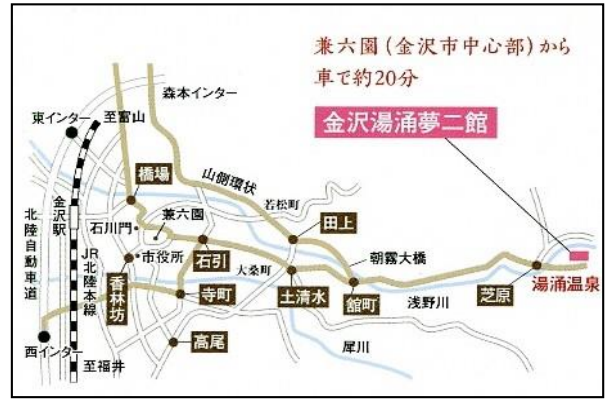 兼六園(金沢市中心部)から
車で約20分
金沢湯涌夢二館
森本インター
東インター
至富山
橋場
山側環状
若松町
金沢駅
石川門
兼六園
田上
北陸自動車道
JR北陸本線
市役所
石引
大桑町
朝霧大橋
香林坊
寺町
土清水
舘町
浅野川
芝原
湯涌温泉
西インター
高尾
犀川
至福井